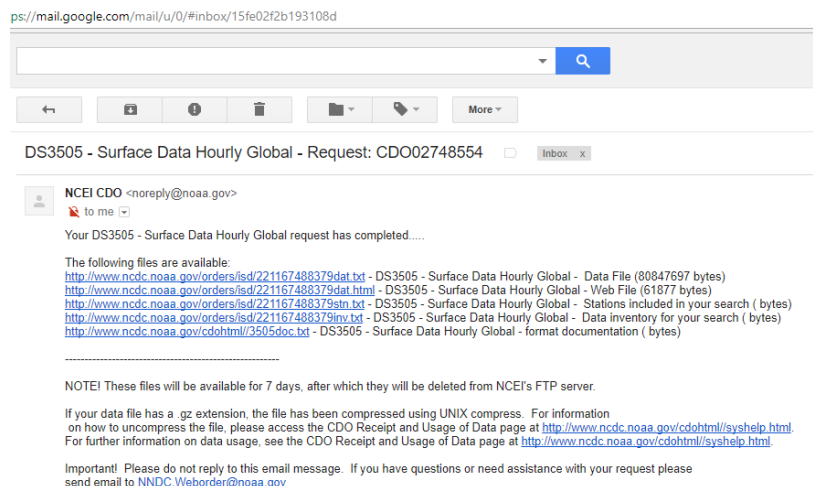 ps://mail.google.com/mail/u/0/#inbox/15fe02f2b193108d
More
DS3505 - Surface Data Hourly Global - Request: CDO02748554 Inbox x
NCEI CDO <noreply@noaa.gov>
to me
Your DS3505 - Surface Data Hourly Global request has completed.....
The following files are available:
http://www.ncdc.noaa.gov/orders/isd/221167488379dat.txt - DS3505 - Surface Data Hourly Global - Data File (80847697 bytes)
http://www.ncdc.noaa.gov/orders/isd/221167488379dat.html - DS3505 - Surface Data Hourly Global - Web File (61877 bytes)
http://www.ncdc.noaa.gov/orders/isd/221167488379stn.txt - DS3505 - Surface Data Hourly Global - Stations included in your search ( bytes)
http://www.ncdc.noaa.gov/orders/isd/221167488379inv.txt - DS3505 - Surface Data Hourly Global - Data inventory for your search ( bytes)
http://www.ncdc.noaa.gov/cdohtml//3505doc.txt - DS3505 - Surface Data Hourly Global - format documentation ( bytes)
-------------------------------------------------------
NOTE! These files will be available for 7 days, after which they will be deleted from NCEI's FTP server.
If your data file has a .gz extension, the file has been compressed using UNIX compress. For information
on how to uncompress the file, please access the CDO Receipt and Usage of Data page at http://www.ncdc.noaa.gov/cdohtml//syshelp.html.
For further information on data usage, see the CDO Receipt and Usage of Data page at http://www.ncdc.noaa.gov/cdohtml//syshelp.html.
Important! Please do not reply to this email message. If you have questions or need assistance with your request please
send email to NNDC.Weborder@noaa.gov